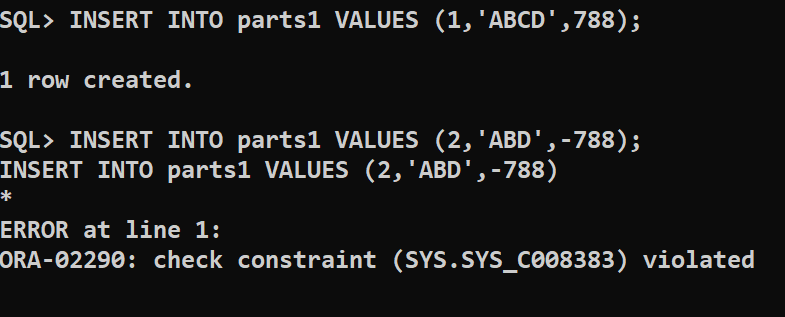 SQL> INSERT INTO parts1 VALUES (1,'ABCD',788);
1 row created.
SQL> INSERT INTO parts1 VALUES (2,'ABD',-788);
INSERT INTO parts1 VALUES (2,'ABD',-788)
*
ERROR at line 1:
ORA-02290: check constraint (SYS.SYS_C008383) violated